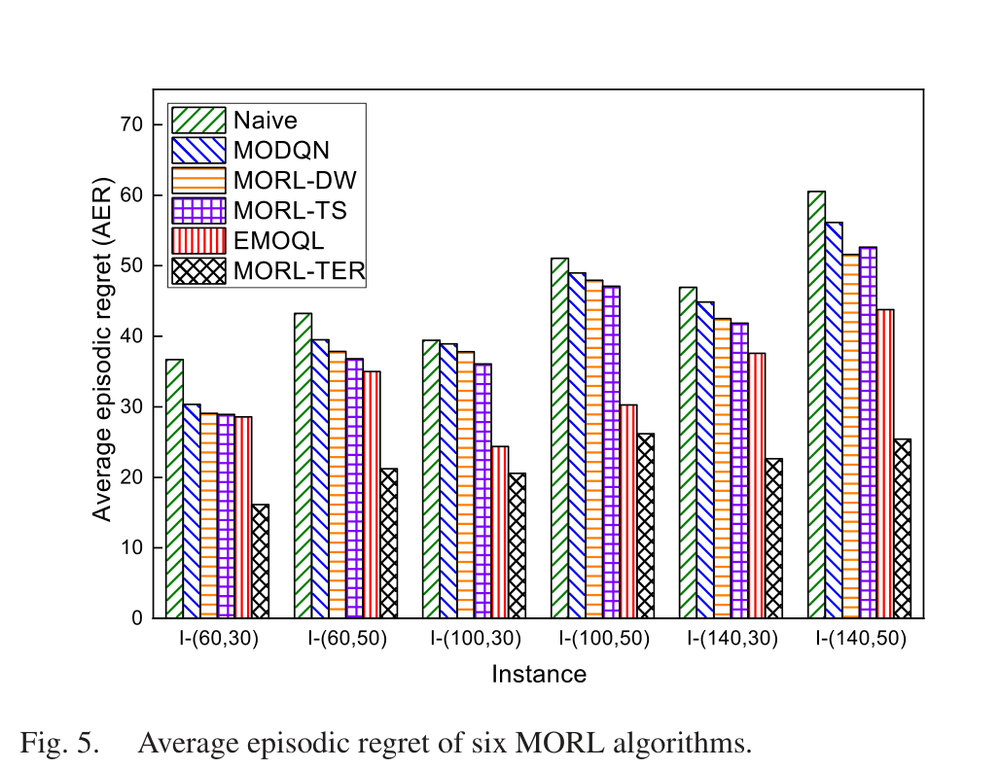 70
60
50
40
30
20
10
0
Average episodic regret (AER)
Naive
MODQN
MORL-DW
MORL-TS
EMOQL
MORL-TER
I-(60,30) I-(60,50) I-(100,30) I-(100,50) I-(140,30) I-(140,50)
Instance
Fig. 5. Average episodic regret of six MORL algorithms.